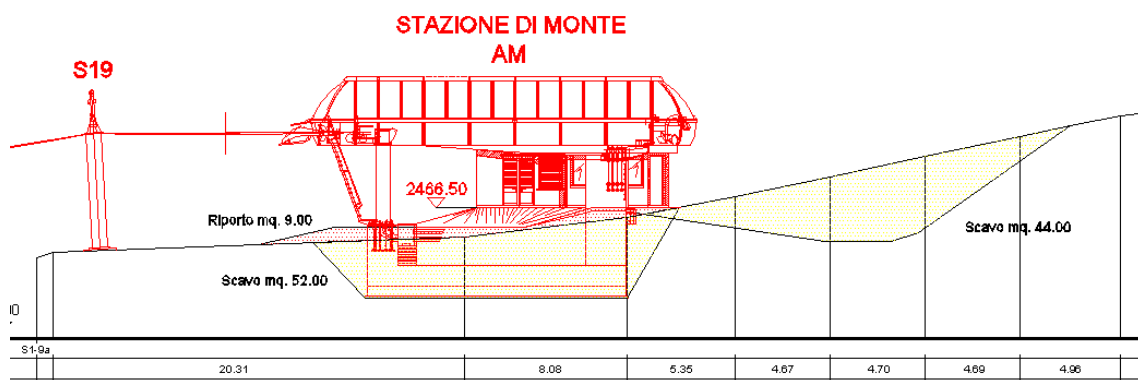 STAZIONE DI MONTE
AM
S19
2466.50
Riporto mq. 9.00
Scavo mq. 44.00
Scavo mq. 52.00
S1-9a
20.31 8.08 5.35 4.67 4.70 4.69 4.96